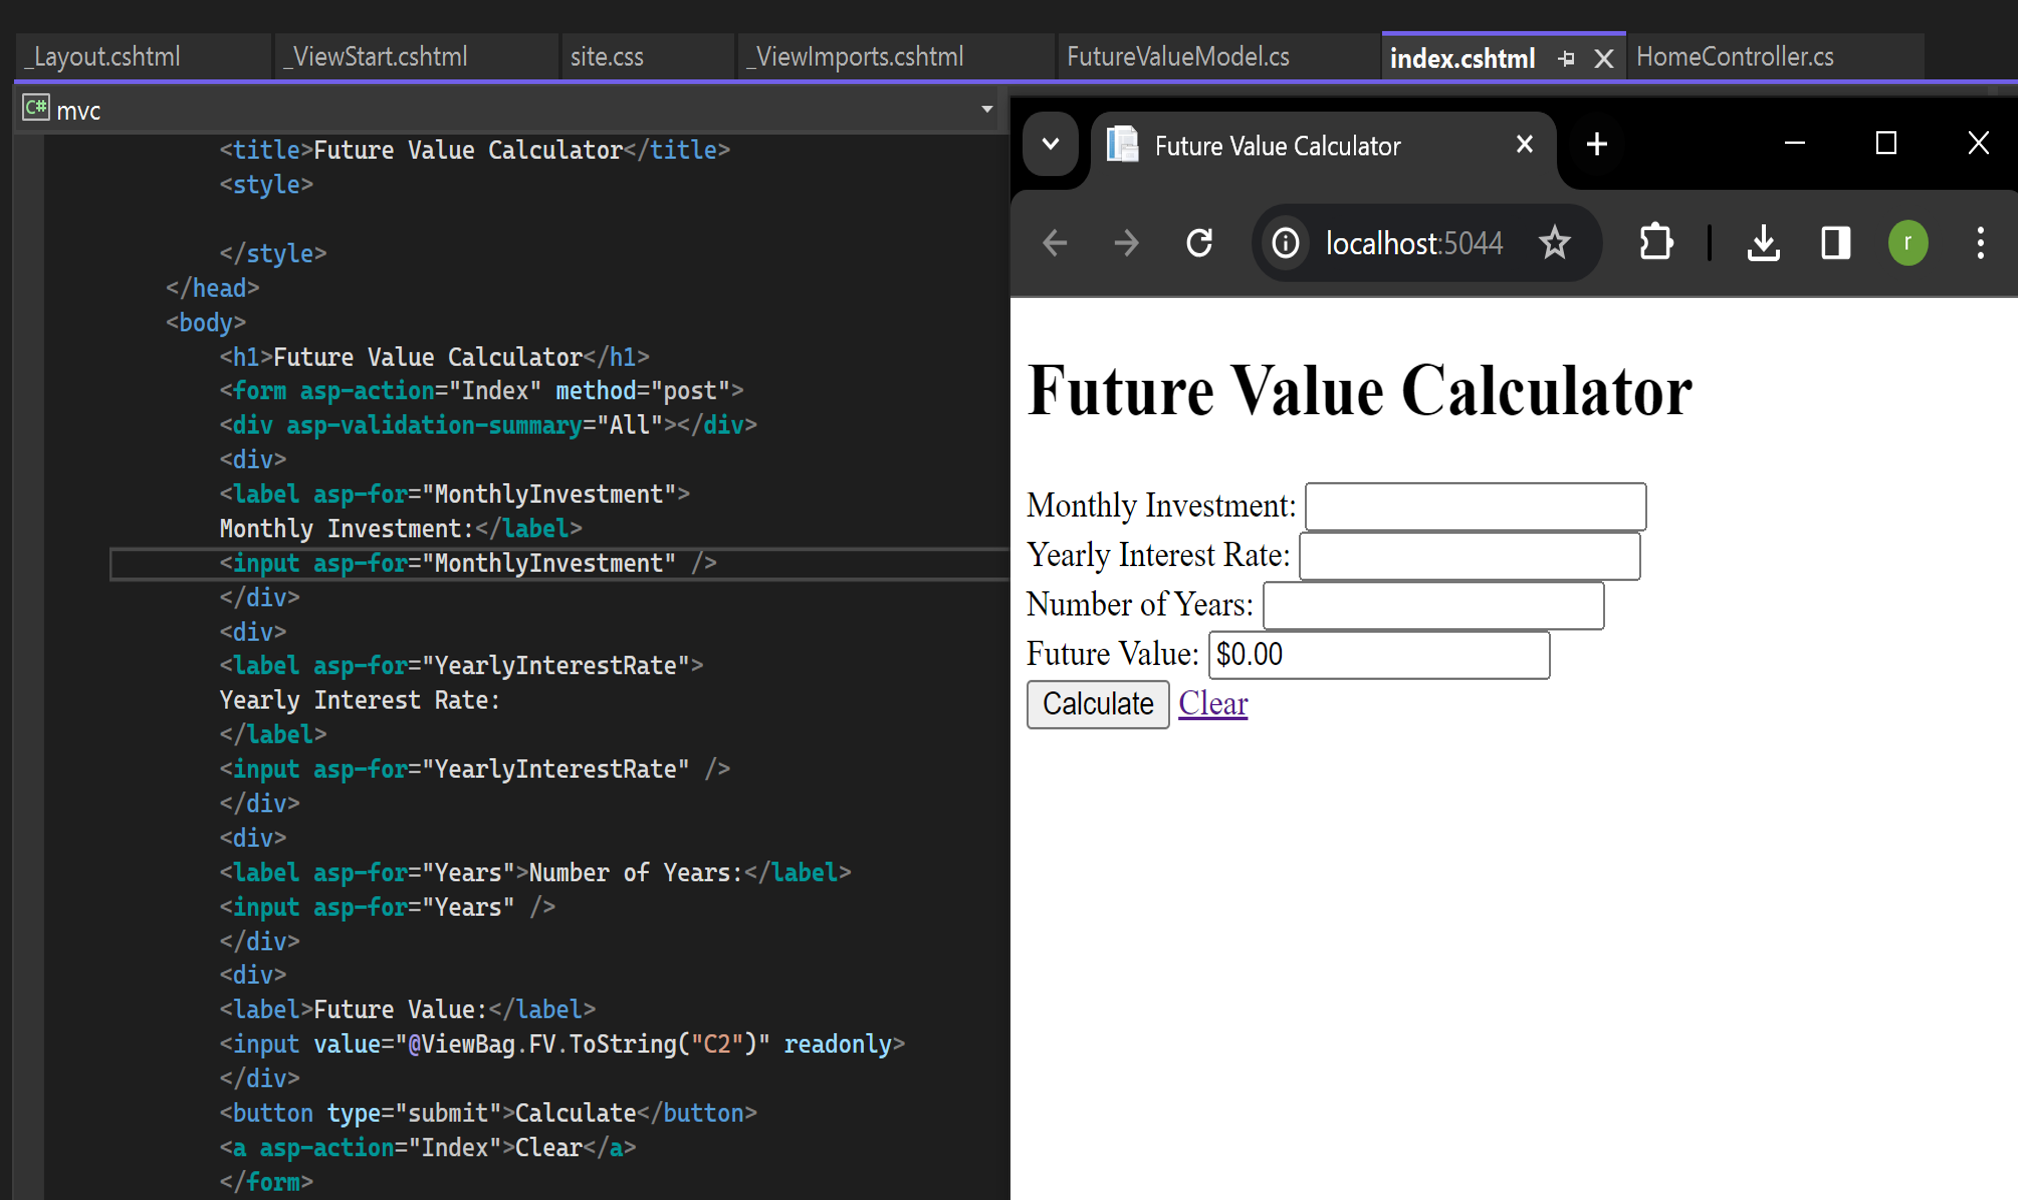 _Layout.cshtml _ViewStart.cshtml site.css _ViewImports.cshtml FutureValueModel.cs index.cshtml HomeController.cs
C# mvc
<title>Future Value Calculator</title>
<style>
</style>
</head>
<body>
<h1>Future Value Calculator</h1>
<form asp-action="Index" method="post">
<div asp-validation-summary="All"></div>
<div>
<label asp-for="MonthlyInvestment">
Monthly Investment:</label>
<input asp-for="MonthlyInvestment" />
</div>
<div>
<label asp-for="YearlyInterestRate">
Yearly Interest Rate:
</label>
<input asp-for="YearlyInterestRate" />
</div>
<div>
<label asp-for="Years">Number of Years:</label>
<input asp-for="Years" />
</div>
<div>
<label>Future Value:</label>
<input value="@ViewBag.FV.ToString("C2")" readonly>
</div>
<button type="submit">Calculate</button>
<a asp-action="Index">Clear</a>
</form>
Future Value Calculator
localhost:5044
r
Future Value Calculator
Monthly Investment:
Yearly Interest Rate:
Number of Years:
Future Value: $0.00
Calculate Clear